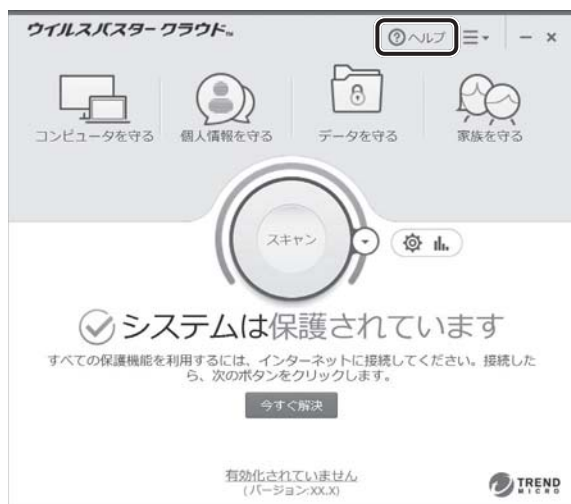 ウイルスバスター クラウド™
?ヘルプ
コンピュータを守る
個人情報を守る
データを守る
家族を守る
スキャン
システムは保護されています
すべての保護機能を利用するには、インターネットに接続してください。接続した
ら、次のボタンをクリックします。
今すぐ解決
有効化されていません
(バージョン:XX.X)
TREND
MICRO